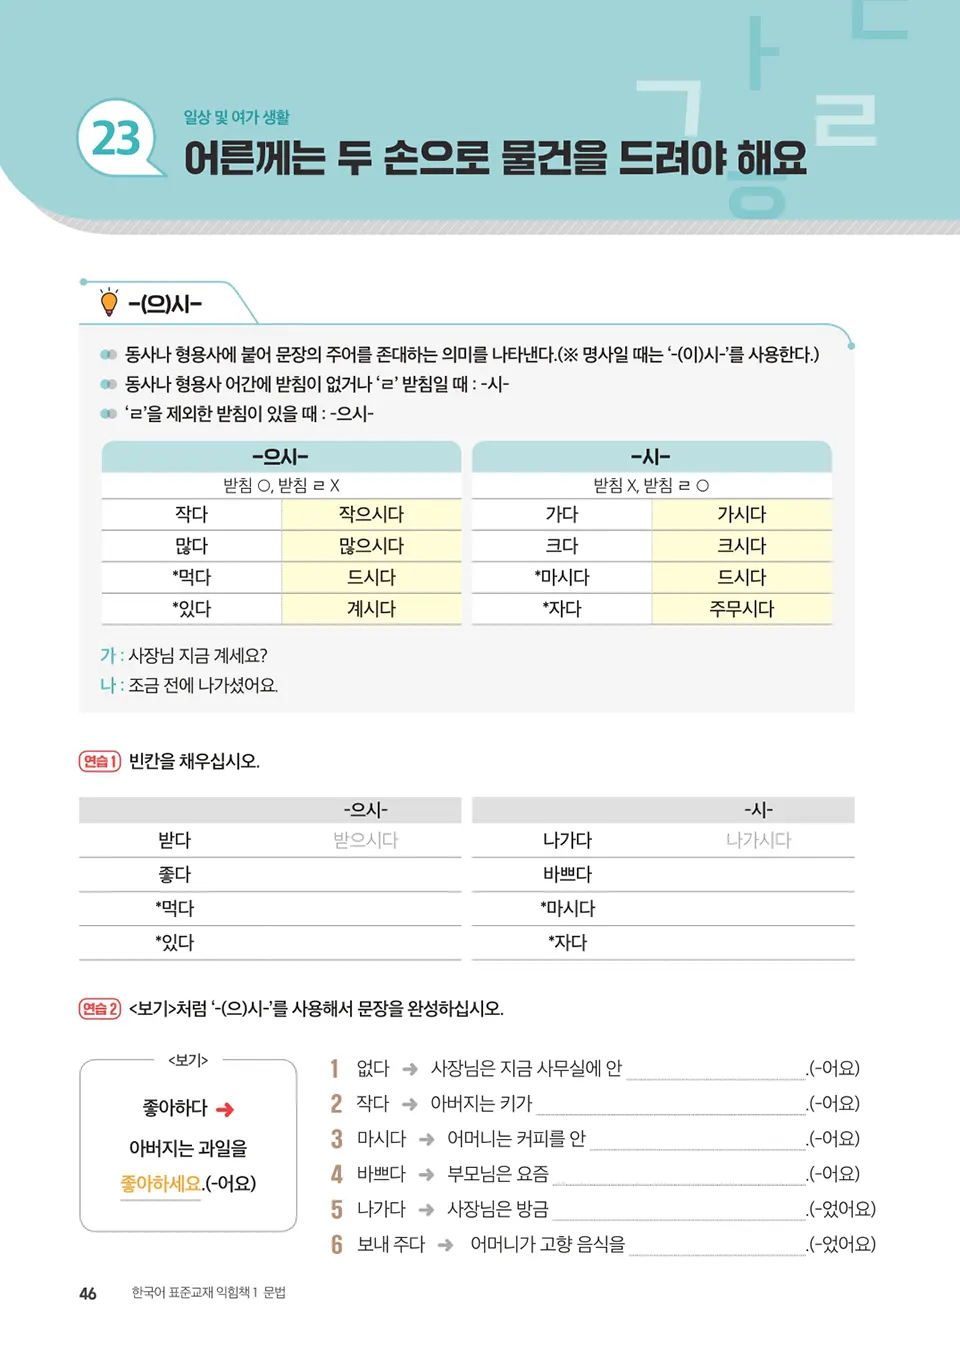 23
일상 및 여가 생활
어른께는 두 손으로 물건을 드려야 해요
ㄱ ㅏ ㄴ ㄹ ㅎ
-(으)시-
동사나 형용사에 붙어 문장의 주어를 존대하는 의미를 나타낸다.(※ 명사일 때는 ‘-(이)시-’를 사용한다.)
동사나 형용사 어간에 받침이 없거나 ‘ㄹ’ 받침일 때 : -시-
‘ㄹ’을 제외한 받침이 있을 때 : -으시-
-으시- -시-
받침 ○, 받침 ㄹ X 받침 X, 받침 ㄹ ○
작다 작으시다 가다 가시다
많다 많으시다 크다 크시다
*먹다 드시다 *마시다 드시다
*있다 계시다 *자다 주무시다
가 : 사장님 지금 계세요?
나 : 조금 전에 나가셨어요.
연습 1 빈칸을 채우십시오.
-으시- -시-
받다 받으시다 나가다 나가시다
좋다 바쁘다
*먹다 *마시다
*있다 *자다
연습 2 <보기>처럼 ‘-(으)시-’를 사용해서 문장을 완성하십시오.
<보기>
좋아하다 ➜
아버지는 과일을
좋아하세요.(-어요)
1 없다 ➜ 사장님은 지금 사무실에 안 .(-어요)
2 작다 ➜ 아버지는 키가 .(-어요)
3 마시다 ➜ 어머니는 커피를 안 .(-어요)
4 바쁘다 ➜ 부모님은 요즘 .(-어요)
5 나가다 ➜ 사장님은 방금 .(-었어요)
6 보내 주다 ➜ 어머니가 고향 음식을 .(-었어요)
46 한국어 표준교재 익힘책 1 문법